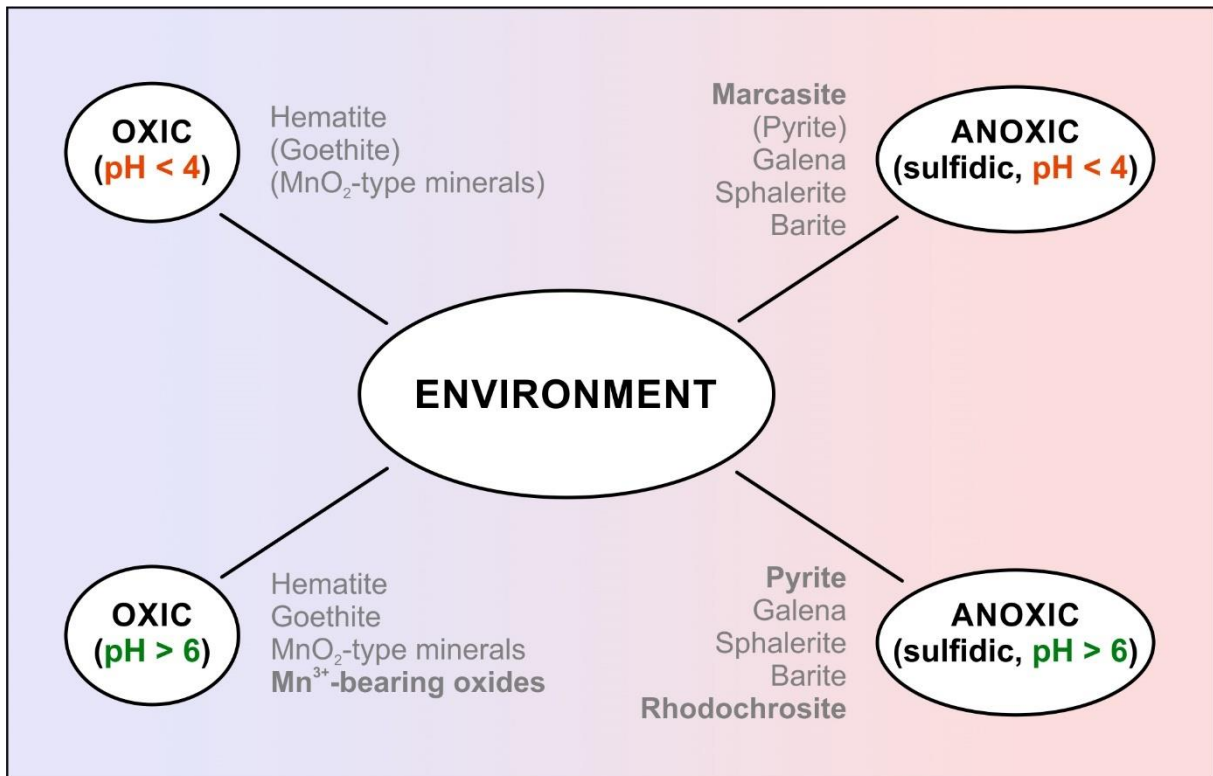 OXIC
(pH < 4)
Hematite
(Goethite)
(MnO₂-type minerals)
Marcasite
(Pyrite)
Galena
Sphalerite
Barite
ANOXIC
(sulfidic, pH < 4)
ENVIRONMENT
OXIC
(pH > 6)
Hematite
Goethite
MnO₂-type minerals
Mn³⁺-bearing oxides
Pyrite
Galena
Sphalerite
Barite
Rhodochrosite
ANOXIC
(sulfidic, pH > 6)